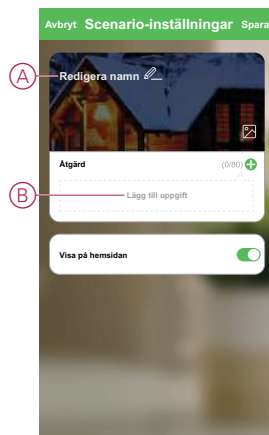 Avbryt Scenario-inställningar Spara
A Redigera namn
Åtgärd (0/80)
B Lägg till uppgift
Visa på hemsidan